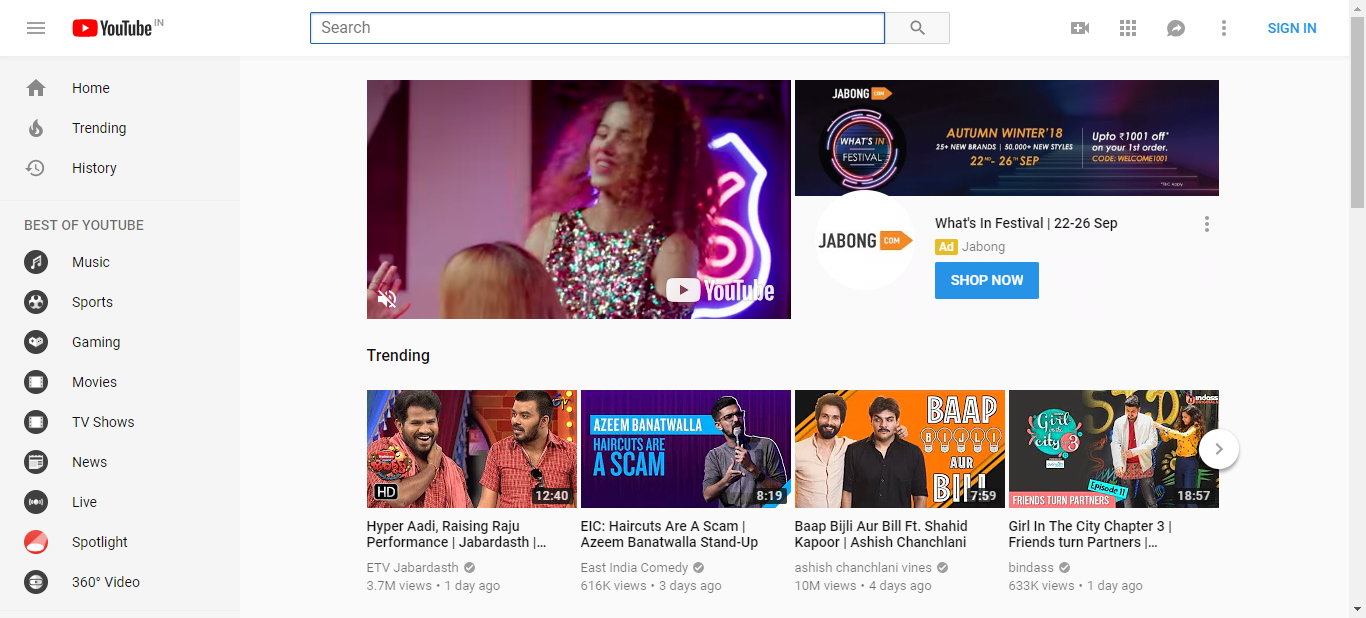 YouTube IN
Search
SIGN IN
Home
Trending
History
BEST OF YOUTUBE
Music
Sports
Gaming
Movies
TV Shows
News
Live
Spotlight
360° Video
YouTube
JABONG COM
WHAT'S IN
FESTIVAL
AUTUMN WINTER'18
25+ NEW BRANDS | 50,000+ NEW STYLES
22ND- 26TH SEP
Upto ₹1001 off*
on your 1st order.
CODE: WELCOME1001
*T&C Apply
JABONG COM
What's In Festival | 22-26 Sep
Ad Jabong
SHOP NOW
Trending
HD
12:40
Hyper Aadi, Raising Raju
Performance | Jabardasth |...
ETV Jabardasth
3.7M views • 1 day ago
AZEEM BANATWALLA
HAIRCUTS ARE
A SCAM
8:19
EIC: Haircuts Are A Scam |
Azeem Banatwalla Stand-Up
East India Comedy
616K views • 3 days ago
BAAP
BIJLI
AUR
BILL
7:59
Baap Bijli Aur Bill Ft. Shahid
Kapoor | Ashish Chanchlani
ashish chanchlani vines
10M views • 4 days ago
Girl
in the
city 3
Episode 11
FRIENDS TURN PARTNERS
18:57
Girl In The City Chapter 3 |
Friends turn Partners |...
bindass
633K views • 1 day ago